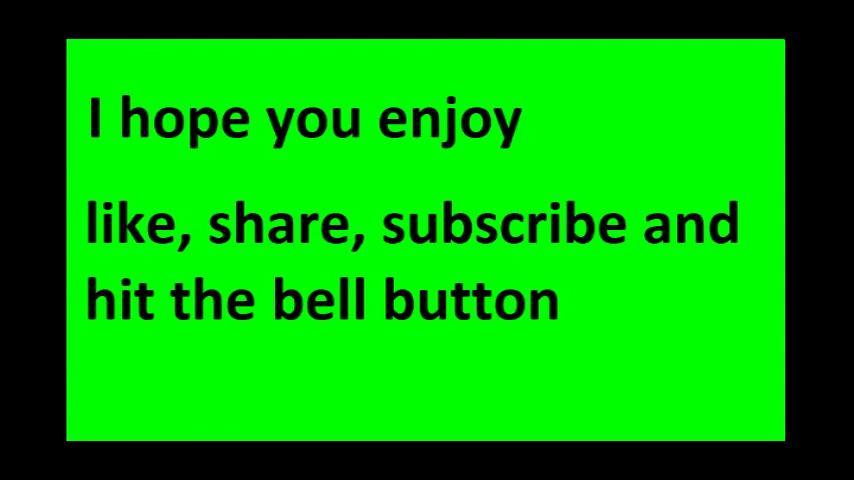 I hope you enjoy
like, share, subscribe and
hit the bell button